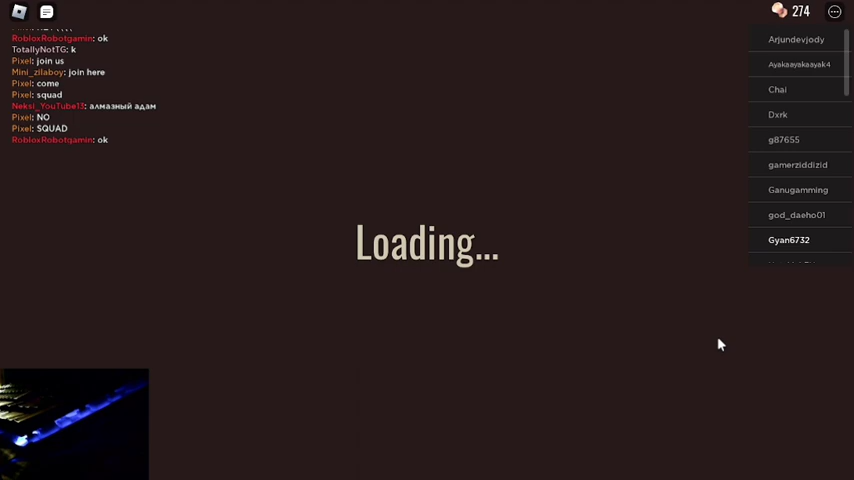 274
RobloxRobotgamin: ok
TotallyNotTG: k
Pixel: join us
Mini_zilaboy: join here
Pixel: come
Pixel: squad
Neksi_YouTube13: алмазный адам
Pixel: NO
Pixel: SQUAD
RobloxRobotgamin: ok
Loading...
Arjundevjody
Ayakaayakaayak4
Chai
Dxrk
g87655
gamerziddizid
Ganugamming
god_daeho01
Gyan6732